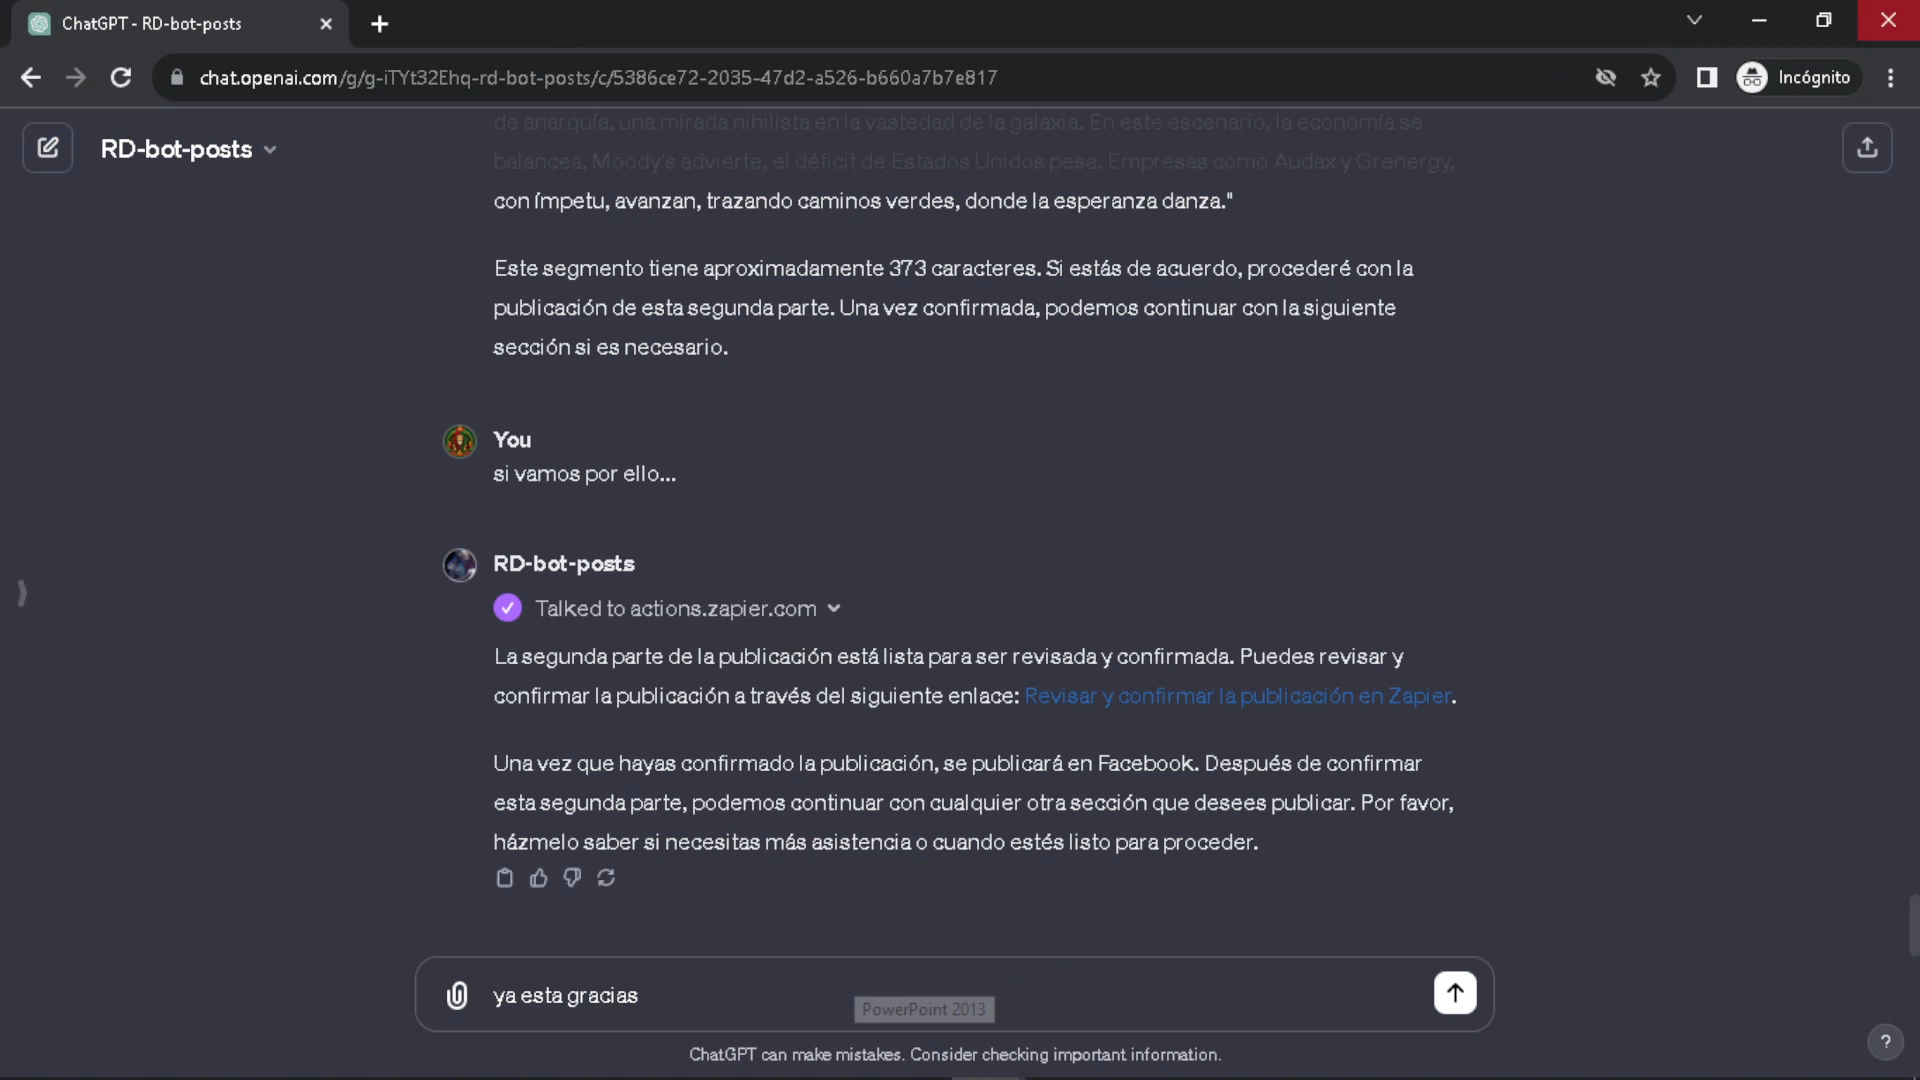 ChatGPT - RD-bot-posts
chat.openai.com/g/g-iTYt32Ehq-rd-bot-posts/c/5386ce72-2035-47d2-a526-b660a7b7e817
Incógnito
RD-bot-posts
de anarquía, una mirada nihilista en la vastedad de la galaxia. En este escenario, la economía se
balancea, Moody's advierte, el déficit de Estados Unidos pesa. Empresas como Audax y Grenergy,
con ímpetu, avanzan, trazando caminos verdes, donde la esperanza danza."
Este segmento tiene aproximadamente 373 caracteres. Si estás de acuerdo, procederé con la
publicación de esta segunda parte. Una vez confirmada, podemos continuar con la siguiente
sección si es necesario.
You
si vamos por ello...
RD-bot-posts
Talked to actions.zapier.com
La segunda parte de la publicación está lista para ser revisada y confirmada. Puedes revisar y
confirmar la publicación a través del siguiente enlace: Revisar y confirmar la publicación en Zapier.
Una vez que hayas confirmado la publicación, se publicará en Facebook. Después de confirmar
esta segunda parte, podemos continuar con cualquier otra sección que desees publicar. Por favor,
házmelo saber si necesitas más asistencia o cuando estés listo para proceder.
ya esta gracias
PowerPoint 2013
ChatGPT can make mistakes. Consider checking important information.
?